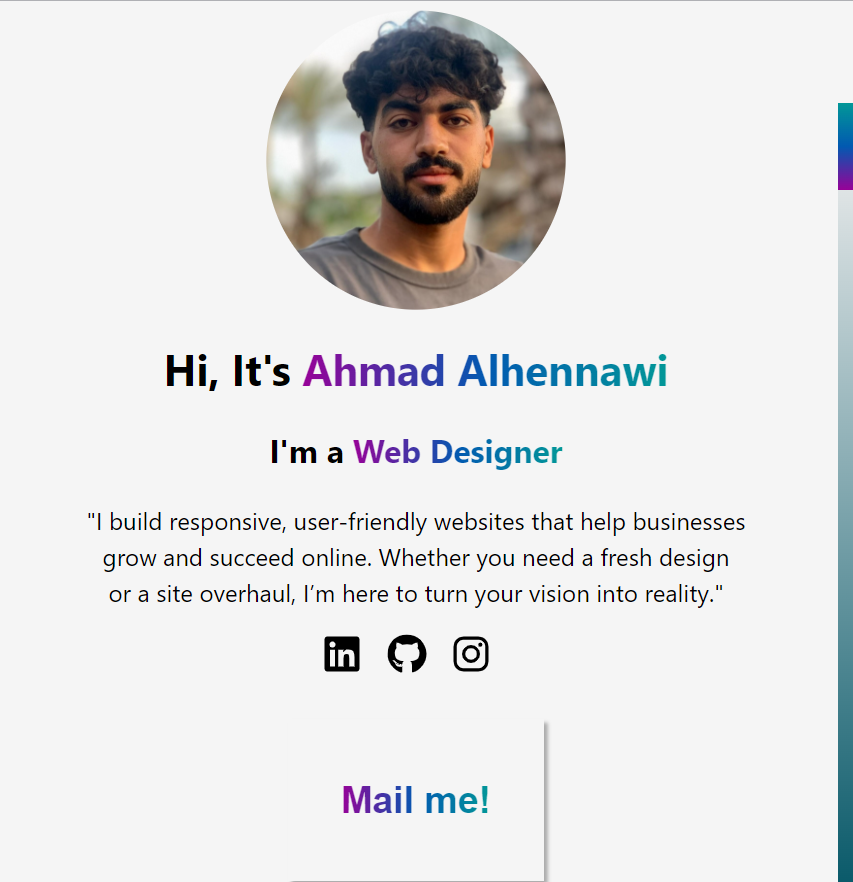 Hi, It's Ahmad Alhennawi
I'm a Web Designer
"I build responsive, user-friendly websites that help businesses
grow and succeed online. Whether you need a fresh design
or a site overhaul, I’m here to turn your vision into reality."
in
Mail me!